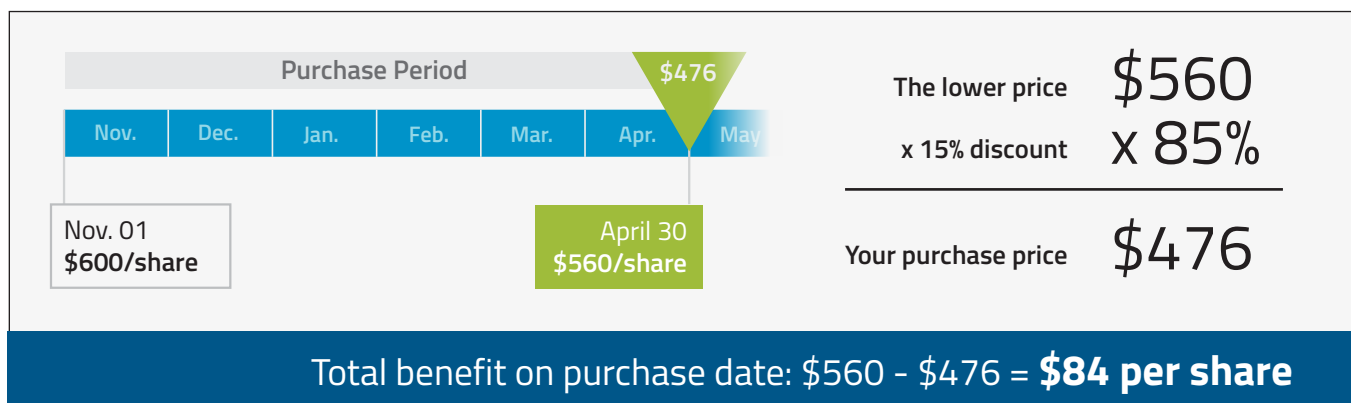 Purchase Period
$476
Nov.
Dec.
Jan.
Feb.
Mar.
Apr.
May
Nov. 01
$600/share
April 30
$560/share
The lower price $560
x 15% discount x 85%
Your purchase price $476
Total benefit on purchase date: $560 - $476 = $84 per share